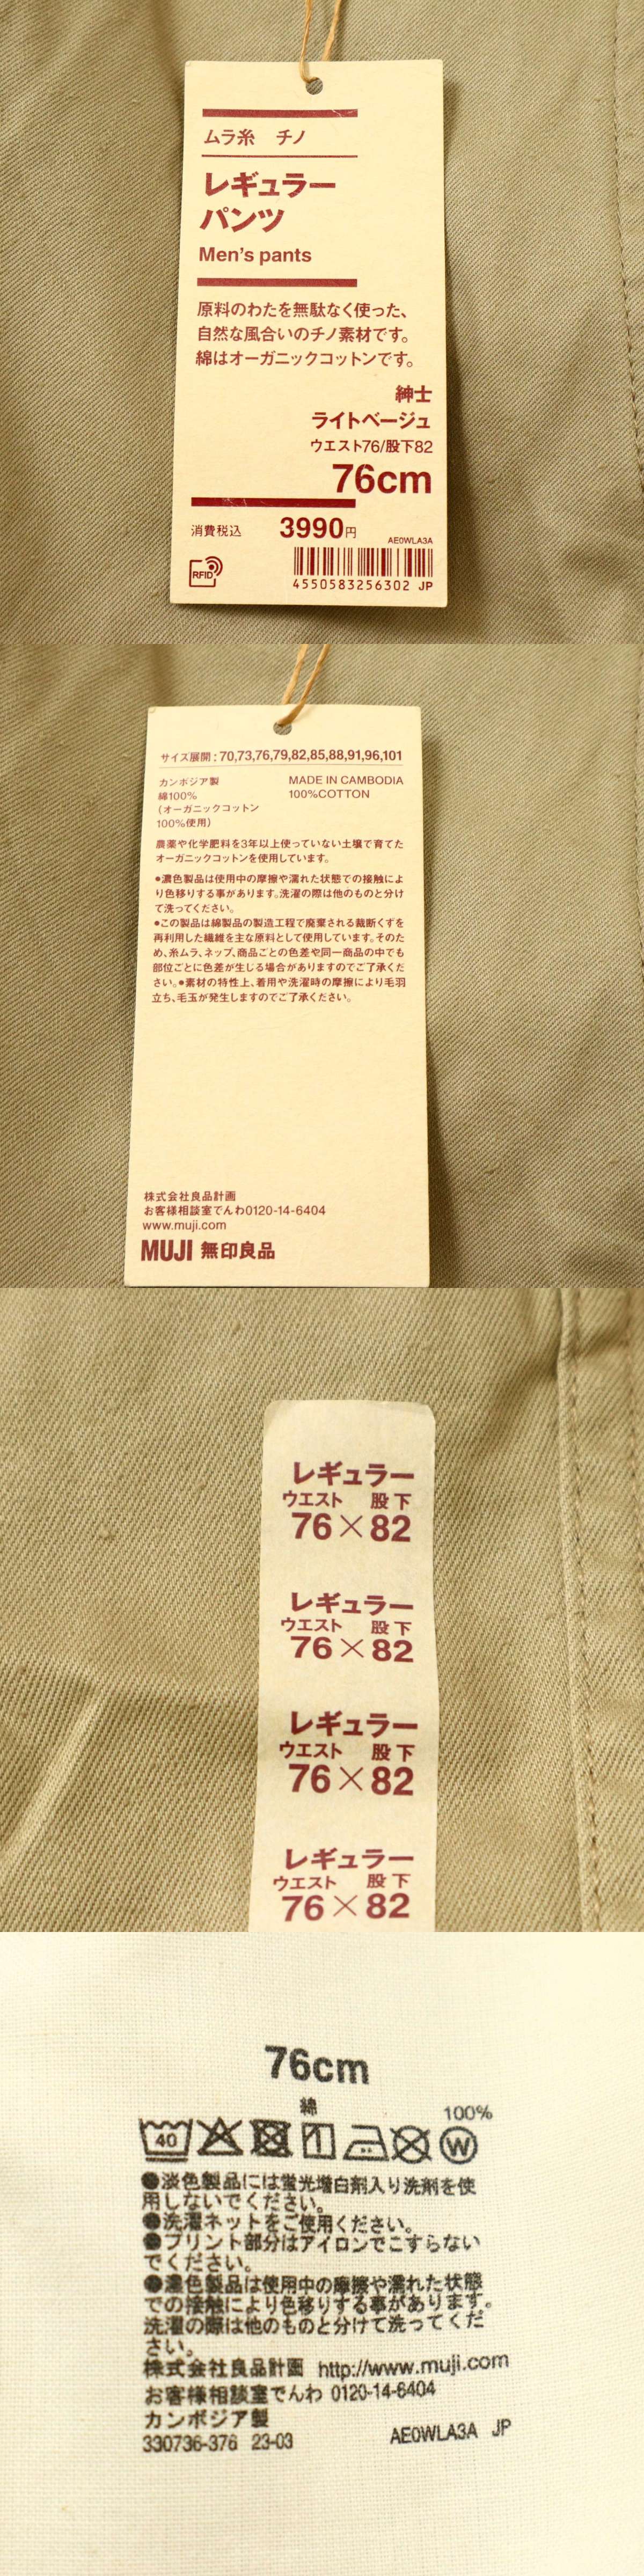 ムラ糸 チノ
レギュラー
パンツ
Men's pants
原料のわたを無駄なく使った、
自然な風合いのチノ素材です。
綿はオーガニックコットンです。
紳士
ライトベージュ
ウエスト76/股下82
76cm
消費税込 3990円
AE0WLA3A
RFID
4550583256302 JP
サイズ展開:70,73,76,79,82,85,88,91,96,101
カンボジア製 MADE IN CAMBODIA
綿100% 100%COTTON
(オーガニックコットン
100%使用)
農薬や化学肥料を3年以上使っていない土壌で育てた
オーガニックコットンを使用しています。
●濃色製品は使用中の摩擦や濡れた状態での接触によ
り色移りする事があります。洗濯の際は他のものと分け
て洗ってください。
●この製品は綿製品の製造工程で廃棄される裁断くずを
再利用した繊維を主な原料として使用しています。そのた
め、糸ムラ、ネップ、商品ごとの色差や同一商品の中でも
部位ごとに色差が生じる場合がありますのでご了承くだ
さい。●素材の特性上、着用や洗濯時の摩擦により毛羽
立ち、毛玉が発生しますのでご了承ください。
株式会社良品計画
お客様相談室でんわ0120-14-6404
www.muji.com
MUJI 無印良品
レギュラー
ウエスト 股下
76×82
レギュラー
ウエスト 股下
76×82
レギュラー
ウエスト 股下
76×82
レギュラー
ウエスト 股下
76×82
76cm
綿 100%
40 W
●淡色製品には蛍光増白剤入り洗剤を使
用しないでください。
●洗濯ネットをご使用ください。
●プリント部分はアイロンでこすらない
でください。
●濃色製品は使用中の摩擦や濡れた状態
での接触により色移りする事があります。
洗濯の際は他のものと分けて洗ってくだ
さい。
株式会社良品計画 http://www.muji.com
お客様相談室でんわ 0120-14-6404
カンボジア製
330736-376 23-03 AE0WLA3A JP